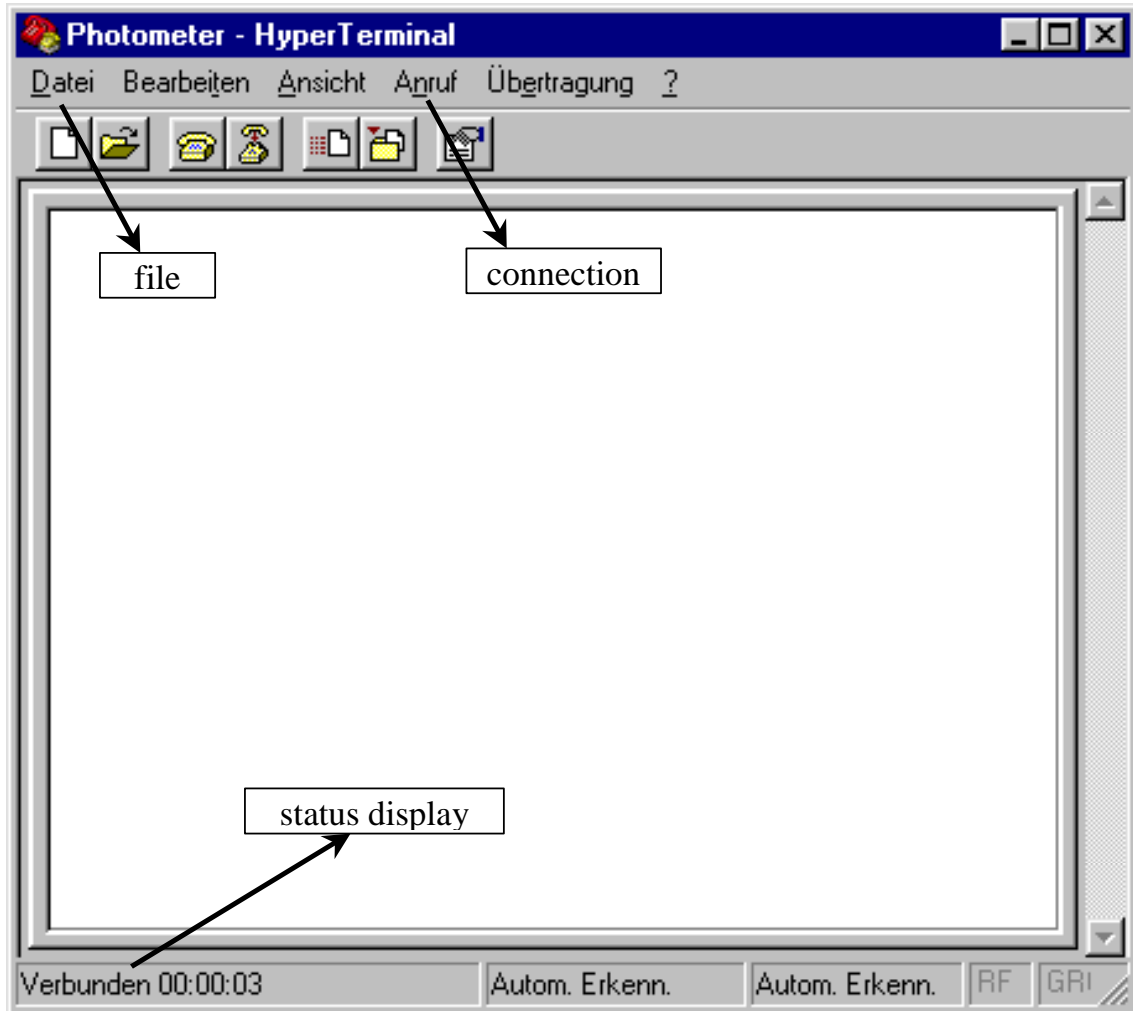 Photometer - HyperTerminal
Datei Bearbeiten Ansicht Anruf Übertragung ?
file
connection
status display
Verbunden 00:00:03 Autom. Erkenn. Autom. Erkenn. RF GRI